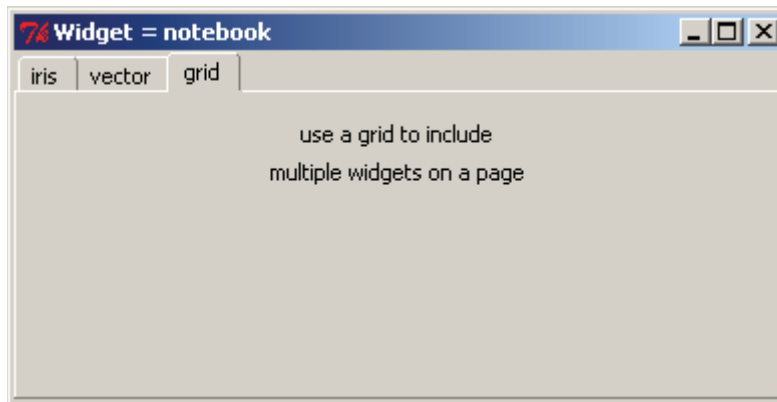 Widget = notebook
iris vector grid
use a grid to include
multiple widgets on a page